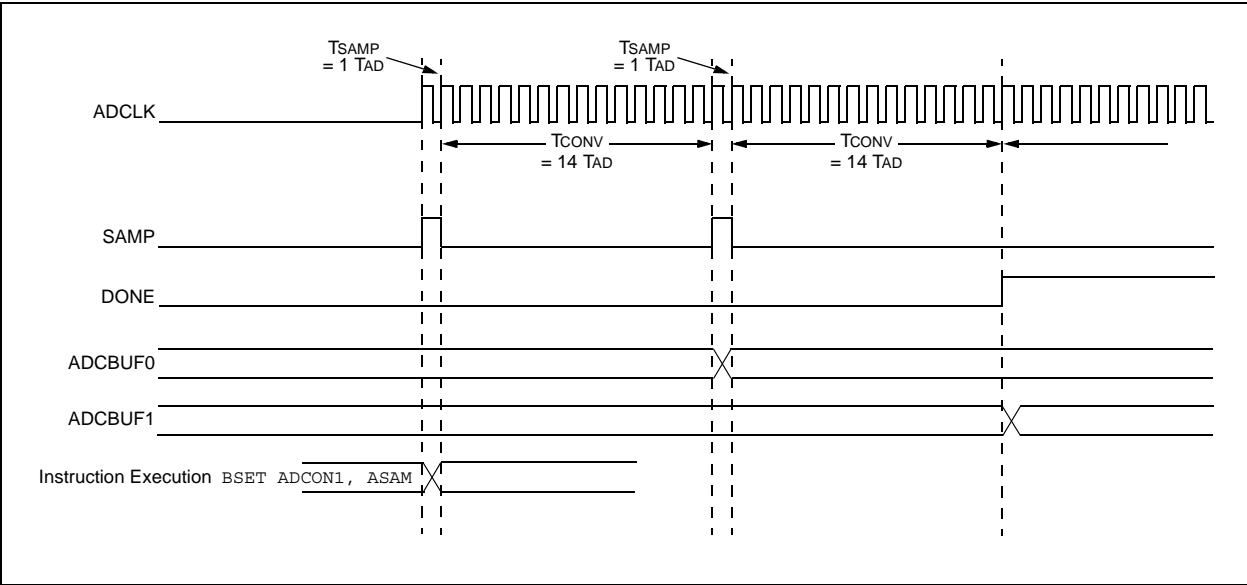 TSAMP
= 1 TAD
TSAMP
= 1 TAD
ADCLK
TCONV
= 14 TAD
TCONV
= 14 TAD
SAMP
DONE
ADCBUF0
ADCBUF1
Instruction Execution BSET ADCON1, ASAM